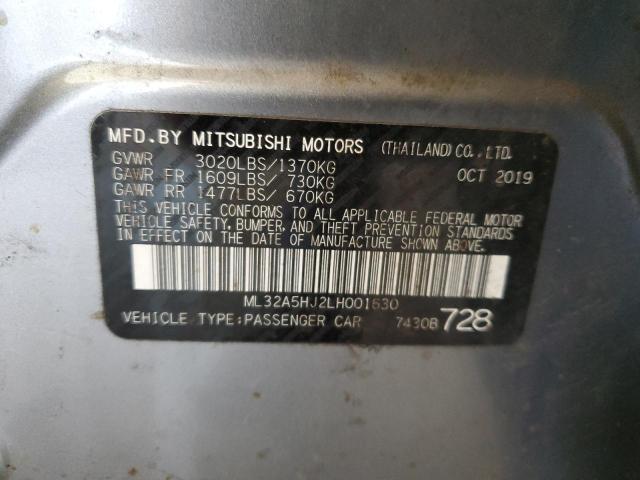 MFD.BY MITSUBISHI MOTORS (THAILAND) CO., LTD.
GVWR 3020LBS/1370KG OCT 2019
GAWR FR 1609LBS/ 730KG
GAWR RR 1477LBS/ 670KG
THIS VEHICLE CONFORMS TO ALL APPLICABLE FEDERAL MOTOR
VEHICLE SAFETY, BUMPER, AND THEFT PREVENTION STANDARDS
IN EFFECT ON THE DATE OF MANUFACTURE SHOWN ABOVE.
ML32A5HJ2LH001630
VEHICLE TYPE:PASSENGER CAR 7430B 728